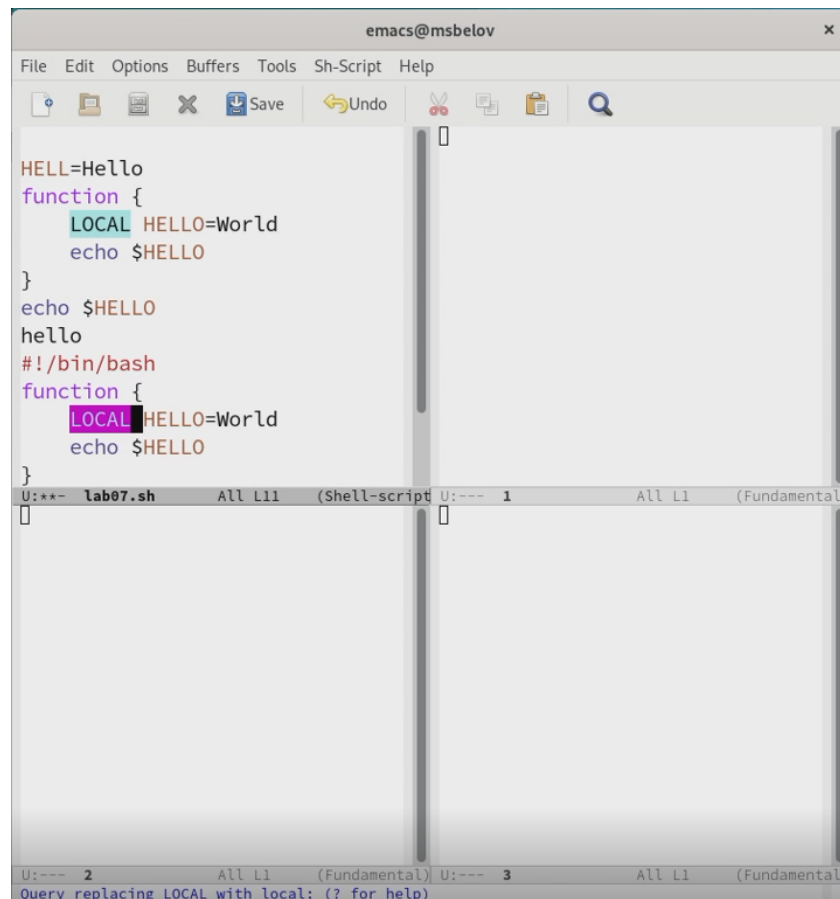 emacs@msbelov ×
File Edit Options Buffers Tools Sh-Script Help
Save Undo
HELL=Hello
function {
LOCAL HELLO=World
echo $HELLO
}
echo $HELLO
hello
#!/bin/bash
function {
LOCAL HELLO=World
echo $HELLO
}
U:**- lab07.sh All L11 (Shell-script
U:--- 1 All L1 (Fundamental
U:--- 2 All L1 (Fundamental)
U:--- 3 All L1 (Fundamental
Query replacing LOCAL with local: (? for help)